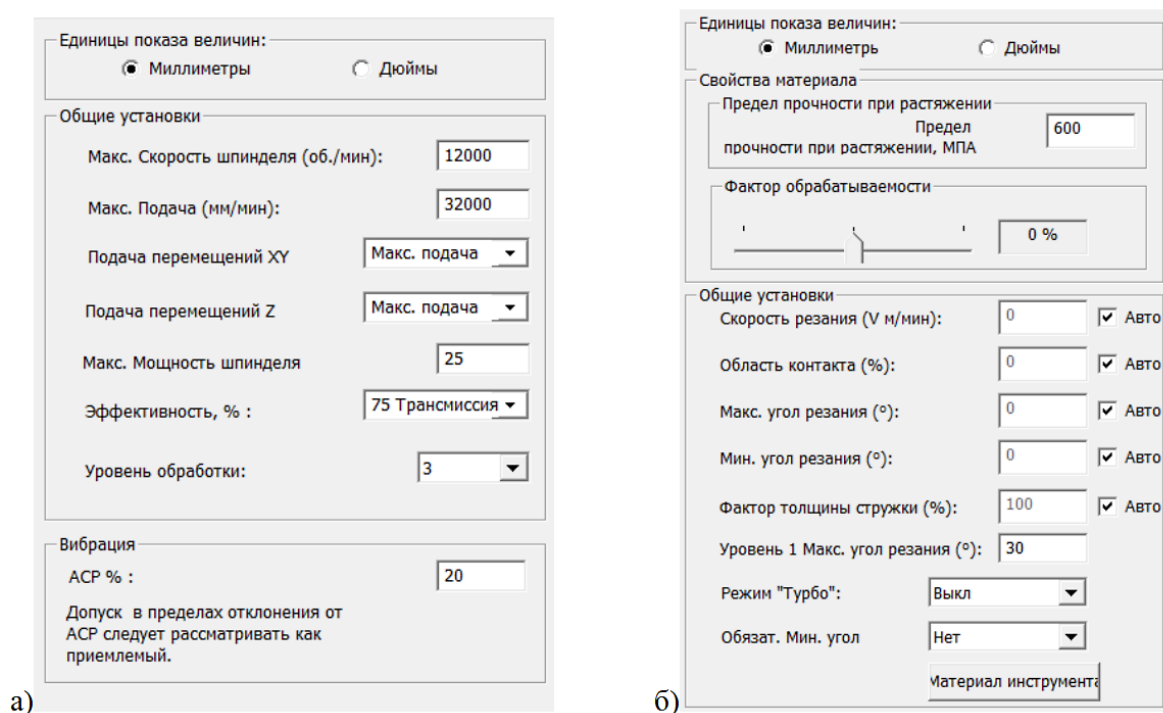 Единицы показа величин:
Миллиметры Дюймы
Общие установки
Макс. Скорость шпинделя (об./мин): 12000
Макс. Подача (мм/мин): 32000
Подача перемещений XY Макс. подача
Подача перемещений Z Макс. подача
Макс. Мощность шпинделя 25
Эффективность, % : 75 Трансмиссия
Уровень обработки: 3
Вибрация
ACP % : 20
Допуск в пределах отклонения от
ACP следует рассматривать как
приемлемый.
а)
Единицы показа величин:
Миллиметрь Дюймы
Свойства материала
Предел прочности при растяжении
Предел
прочности при растяжении, МПА 600
Фактор обрабатываемости
0 %
Общие установки
Скорость резания (V м/мин): 0 Авто
Область контакта (%): 0 Авто
Макс. угол резания (°): 0 Авто
Мин. угол резания (°): 0 Авто
Фактор толщины стружки (%): 100 Авто
Уровень 1 Макс. угол резания (°): 30
Режим "Турбо": Выкл
Обязат. Мин. угол Нет
Материал инструмента
б)